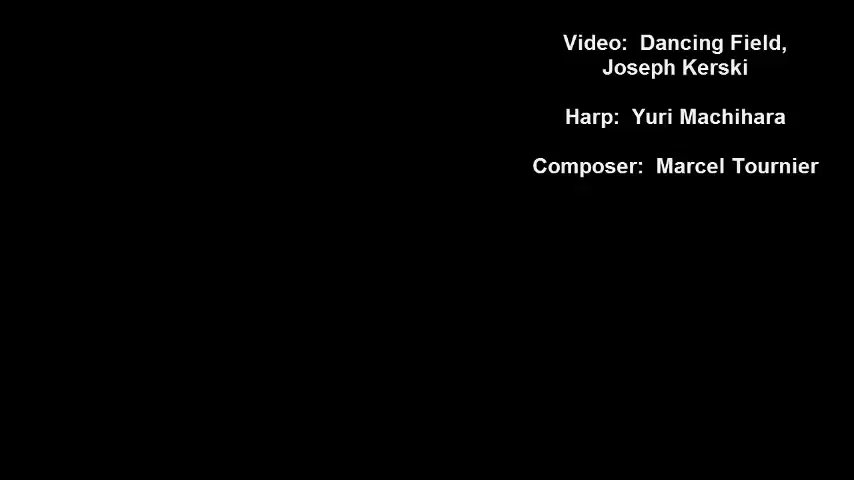 Video:  Dancing Field,
Joseph Kerski
Harp:  Yuri Machihara
Composer:  Marcel Tournier